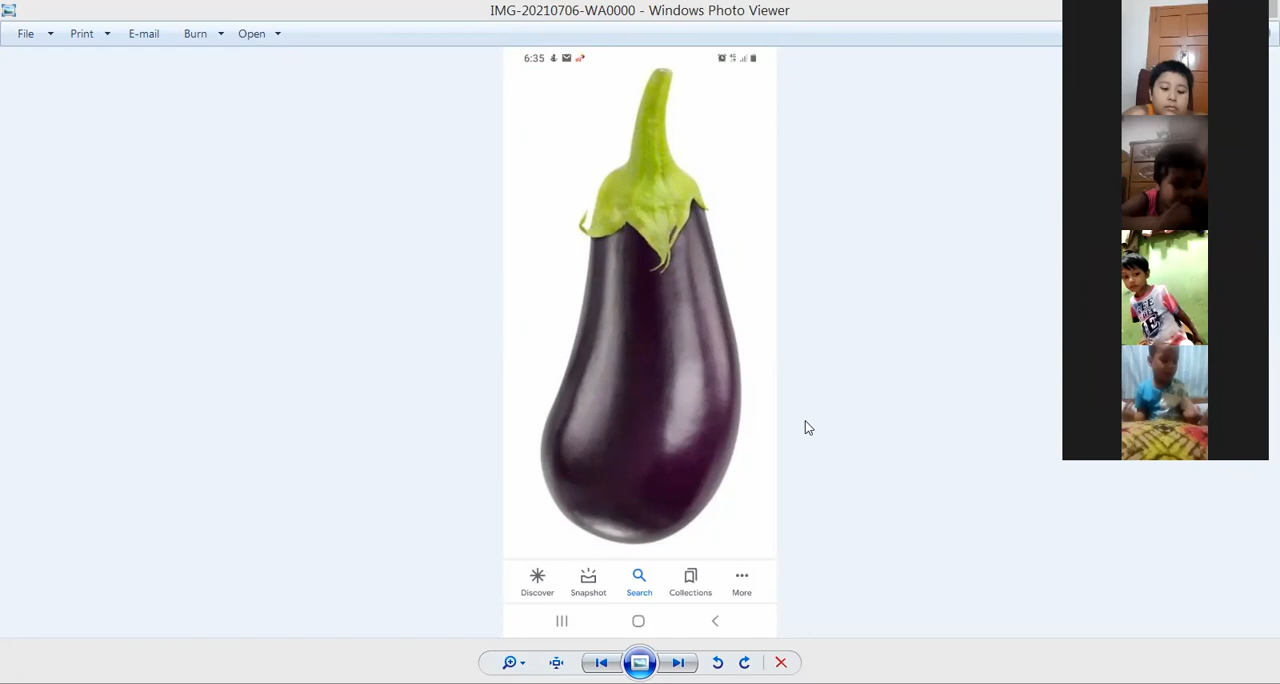 IMG-20210706-WA0000 - Windows Photo Viewer
File Print E-mail Burn Open
6:35
Discover Snapshot Search Collections More